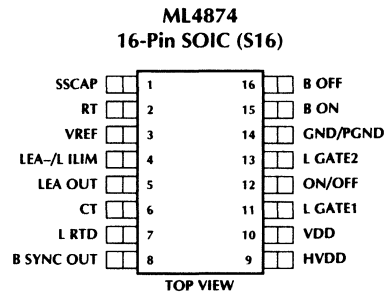 ML4874
16-Pin SOIC (S16)
SSCAP 1 16 B OFF
RT 2 15 B ON
VREF 3 14 GND/PGND
LEA–/L ILIM 4 13 L GATE2
LEA OUT 5 12 ON/OFF
CT 6 11 L GATE1
L RTD 7 10 VDD
B SYNC OUT 8 9 HVDD
TOP VIEW